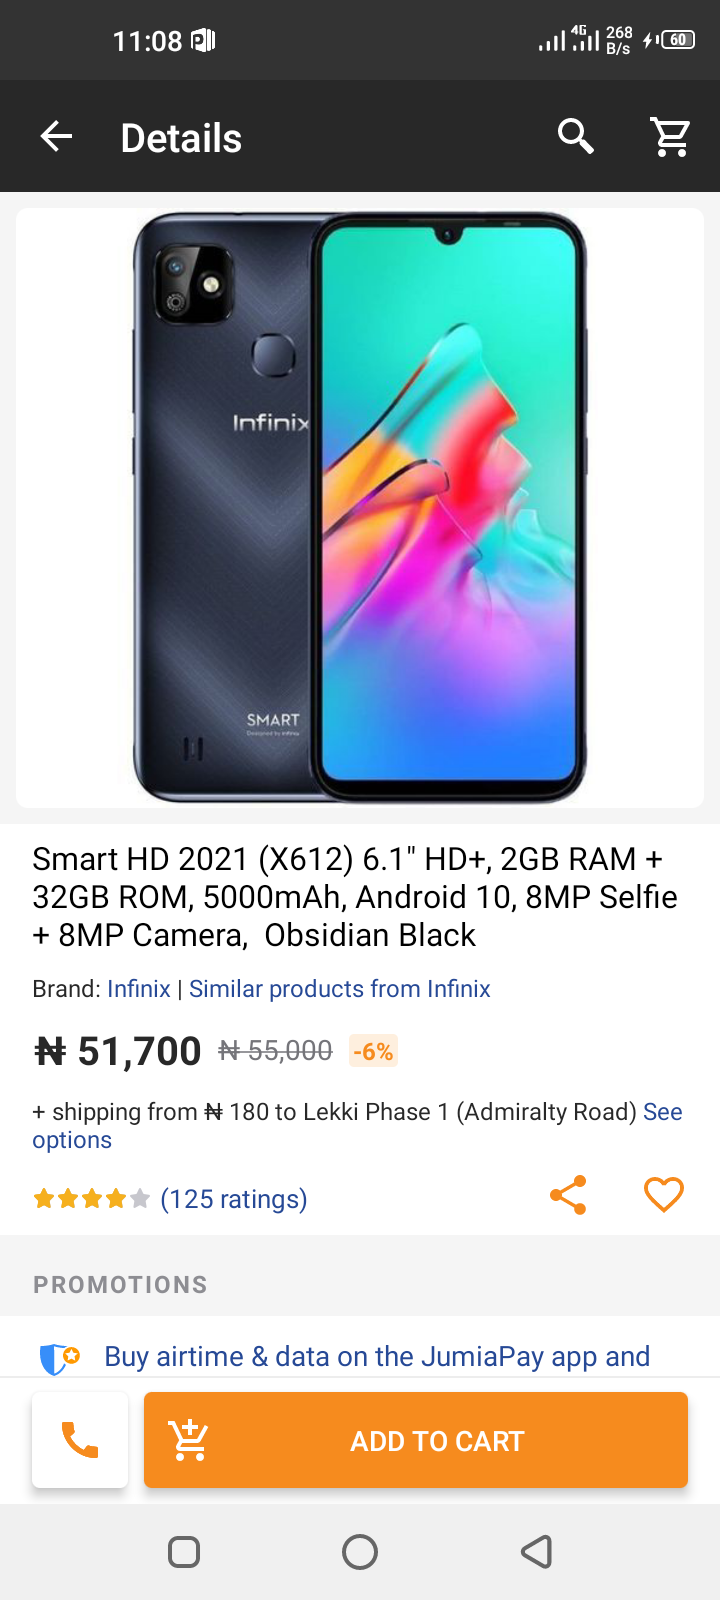 11:08
4G
268
B/s
60
Details
Infinix
SMART
Smart HD 2021 (X612) 6.1" HD+, 2GB RAM +
32GB ROM, 5000mAh, Android 10, 8MP Selfie
+ 8MP Camera,  Obsidian Black
Brand: Infinix | Similar products from Infinix
₦ 51,700 ₦ 55,000 -6%
+ shipping from ₦ 180 to Lekki Phase 1 (Admiralty Road) See
options
(125 ratings)
PROMOTIONS
Buy airtime & data on the JumiaPay app and
ADD TO CART